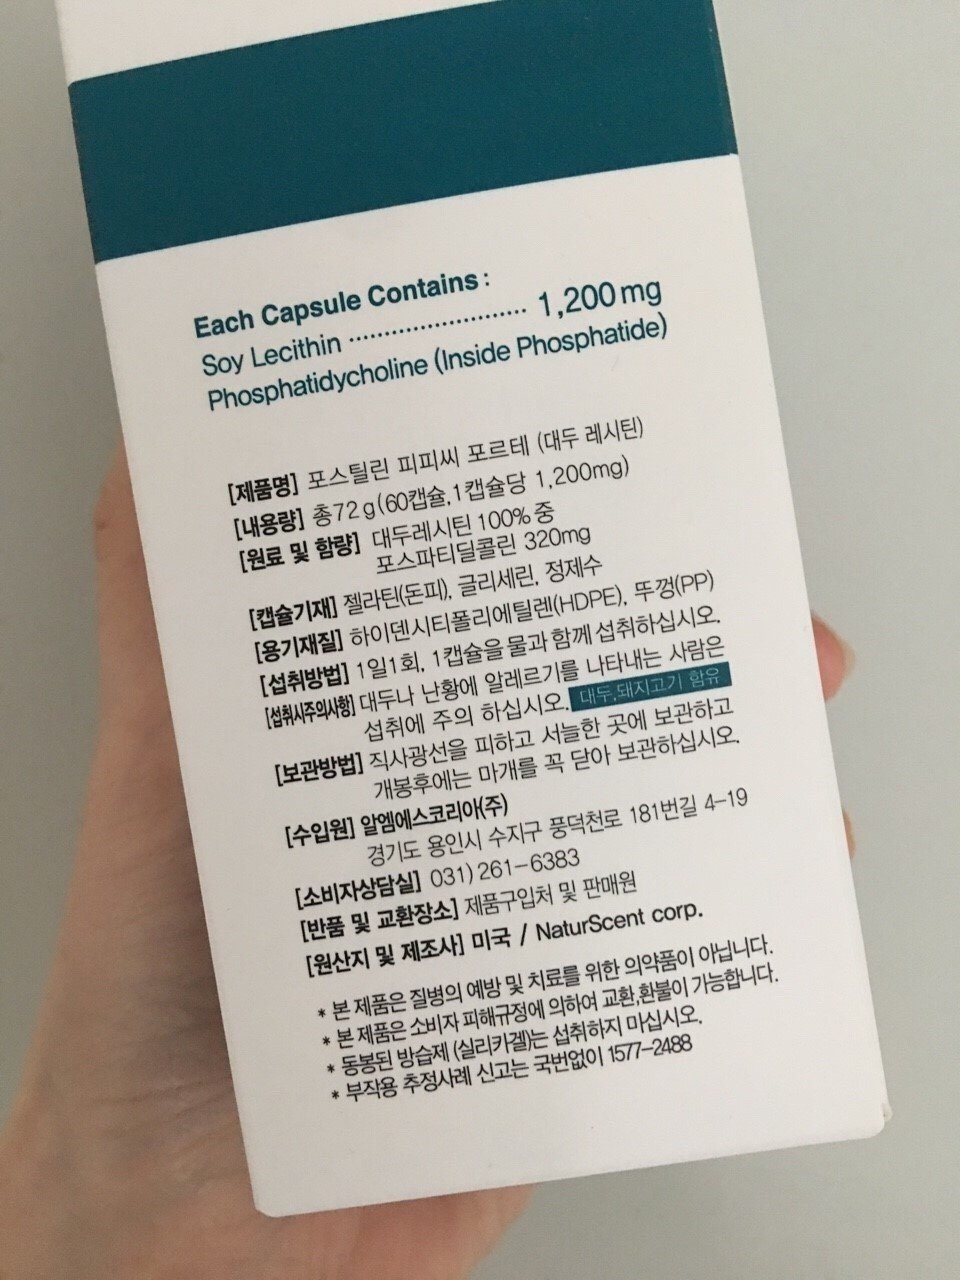 Each Capsule Contains :
Soy Lecithin ························ 1,200 mg
Phosphatidycholine (Inside Phosphatide)
[제품명] 포스틸린 피피씨 포르테 (대두 레시틴)
[내용량] 총72g(60캡슐,1캡슐당 1,200mg)
[원료 및 함량] 대두레시틴 100% 중
포스파티딜콜린 320mg
[캡슐기재] 젤라틴(돈피), 글리세린, 정제수
[용기재질] 하이덴시티폴리에틸렌(HDPE), 뚜껑(PP)
[섭취방법] 1일1회, 1캡슐을 물과 함께 섭취하십시오.
[섭취시주의사항] 대두나 난황에 알레르기를 나타내는 사람은
섭취에 주의 하십시오. 대두,돼지고기 함유
[보관방법] 직사광선을 피하고 서늘한 곳에 보관하고
개봉후에는 마개를 꼭 닫아 보관하십시오.
[수입원] 알엠에스코리아(주)
경기도 용인시 수지구 풍덕천로 181번길 4-19
[소비자상담실] 031) 261-6383
[반품 및 교환장소] 제품구입처 및 판매원
[원산지 및 제조사] 미국 / NaturScent corp.
* 본 제품은 질병의 예방 및 치료를 위한 의약품이 아닙니다.
* 본 제품은 소비자 피해규정에 의하여 교환,환불이 가능합니다.
* 동봉된 방습제 (실리카겔)는 섭취하지 마십시오.
* 부작용 추정사례 신고는 국번없이 1577-2488